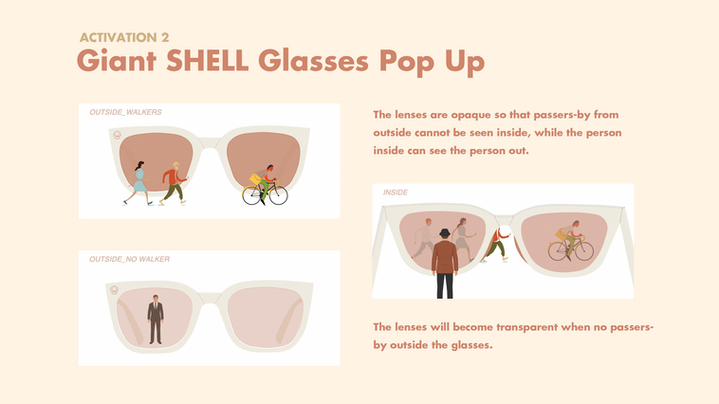 ACTIVATION 2
Giant SHELL Glasses Pop Up
OUTSIDE_WALKERS
The lenses are opaque so that passers-by from
outside cannot be seen inside, while the person
inside can see the person out.
INSIDE
OUTSIDE_NO WALKER
The lenses will become transparent when no passers-
by outside the glasses.